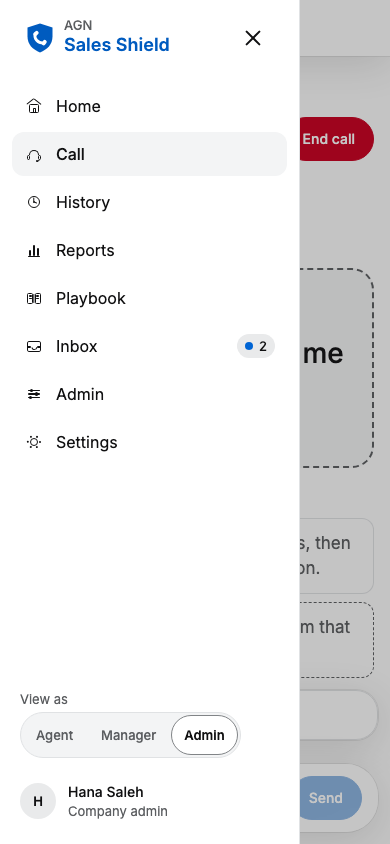 AGN
Sales Shield
End call
Home
Call
History
Reports
Playbook
Inbox
2
Admin
Settings
me
s, then
on.
m that
View as
Agent
Manager
Admin
Send
H
Hana Saleh
Company admin